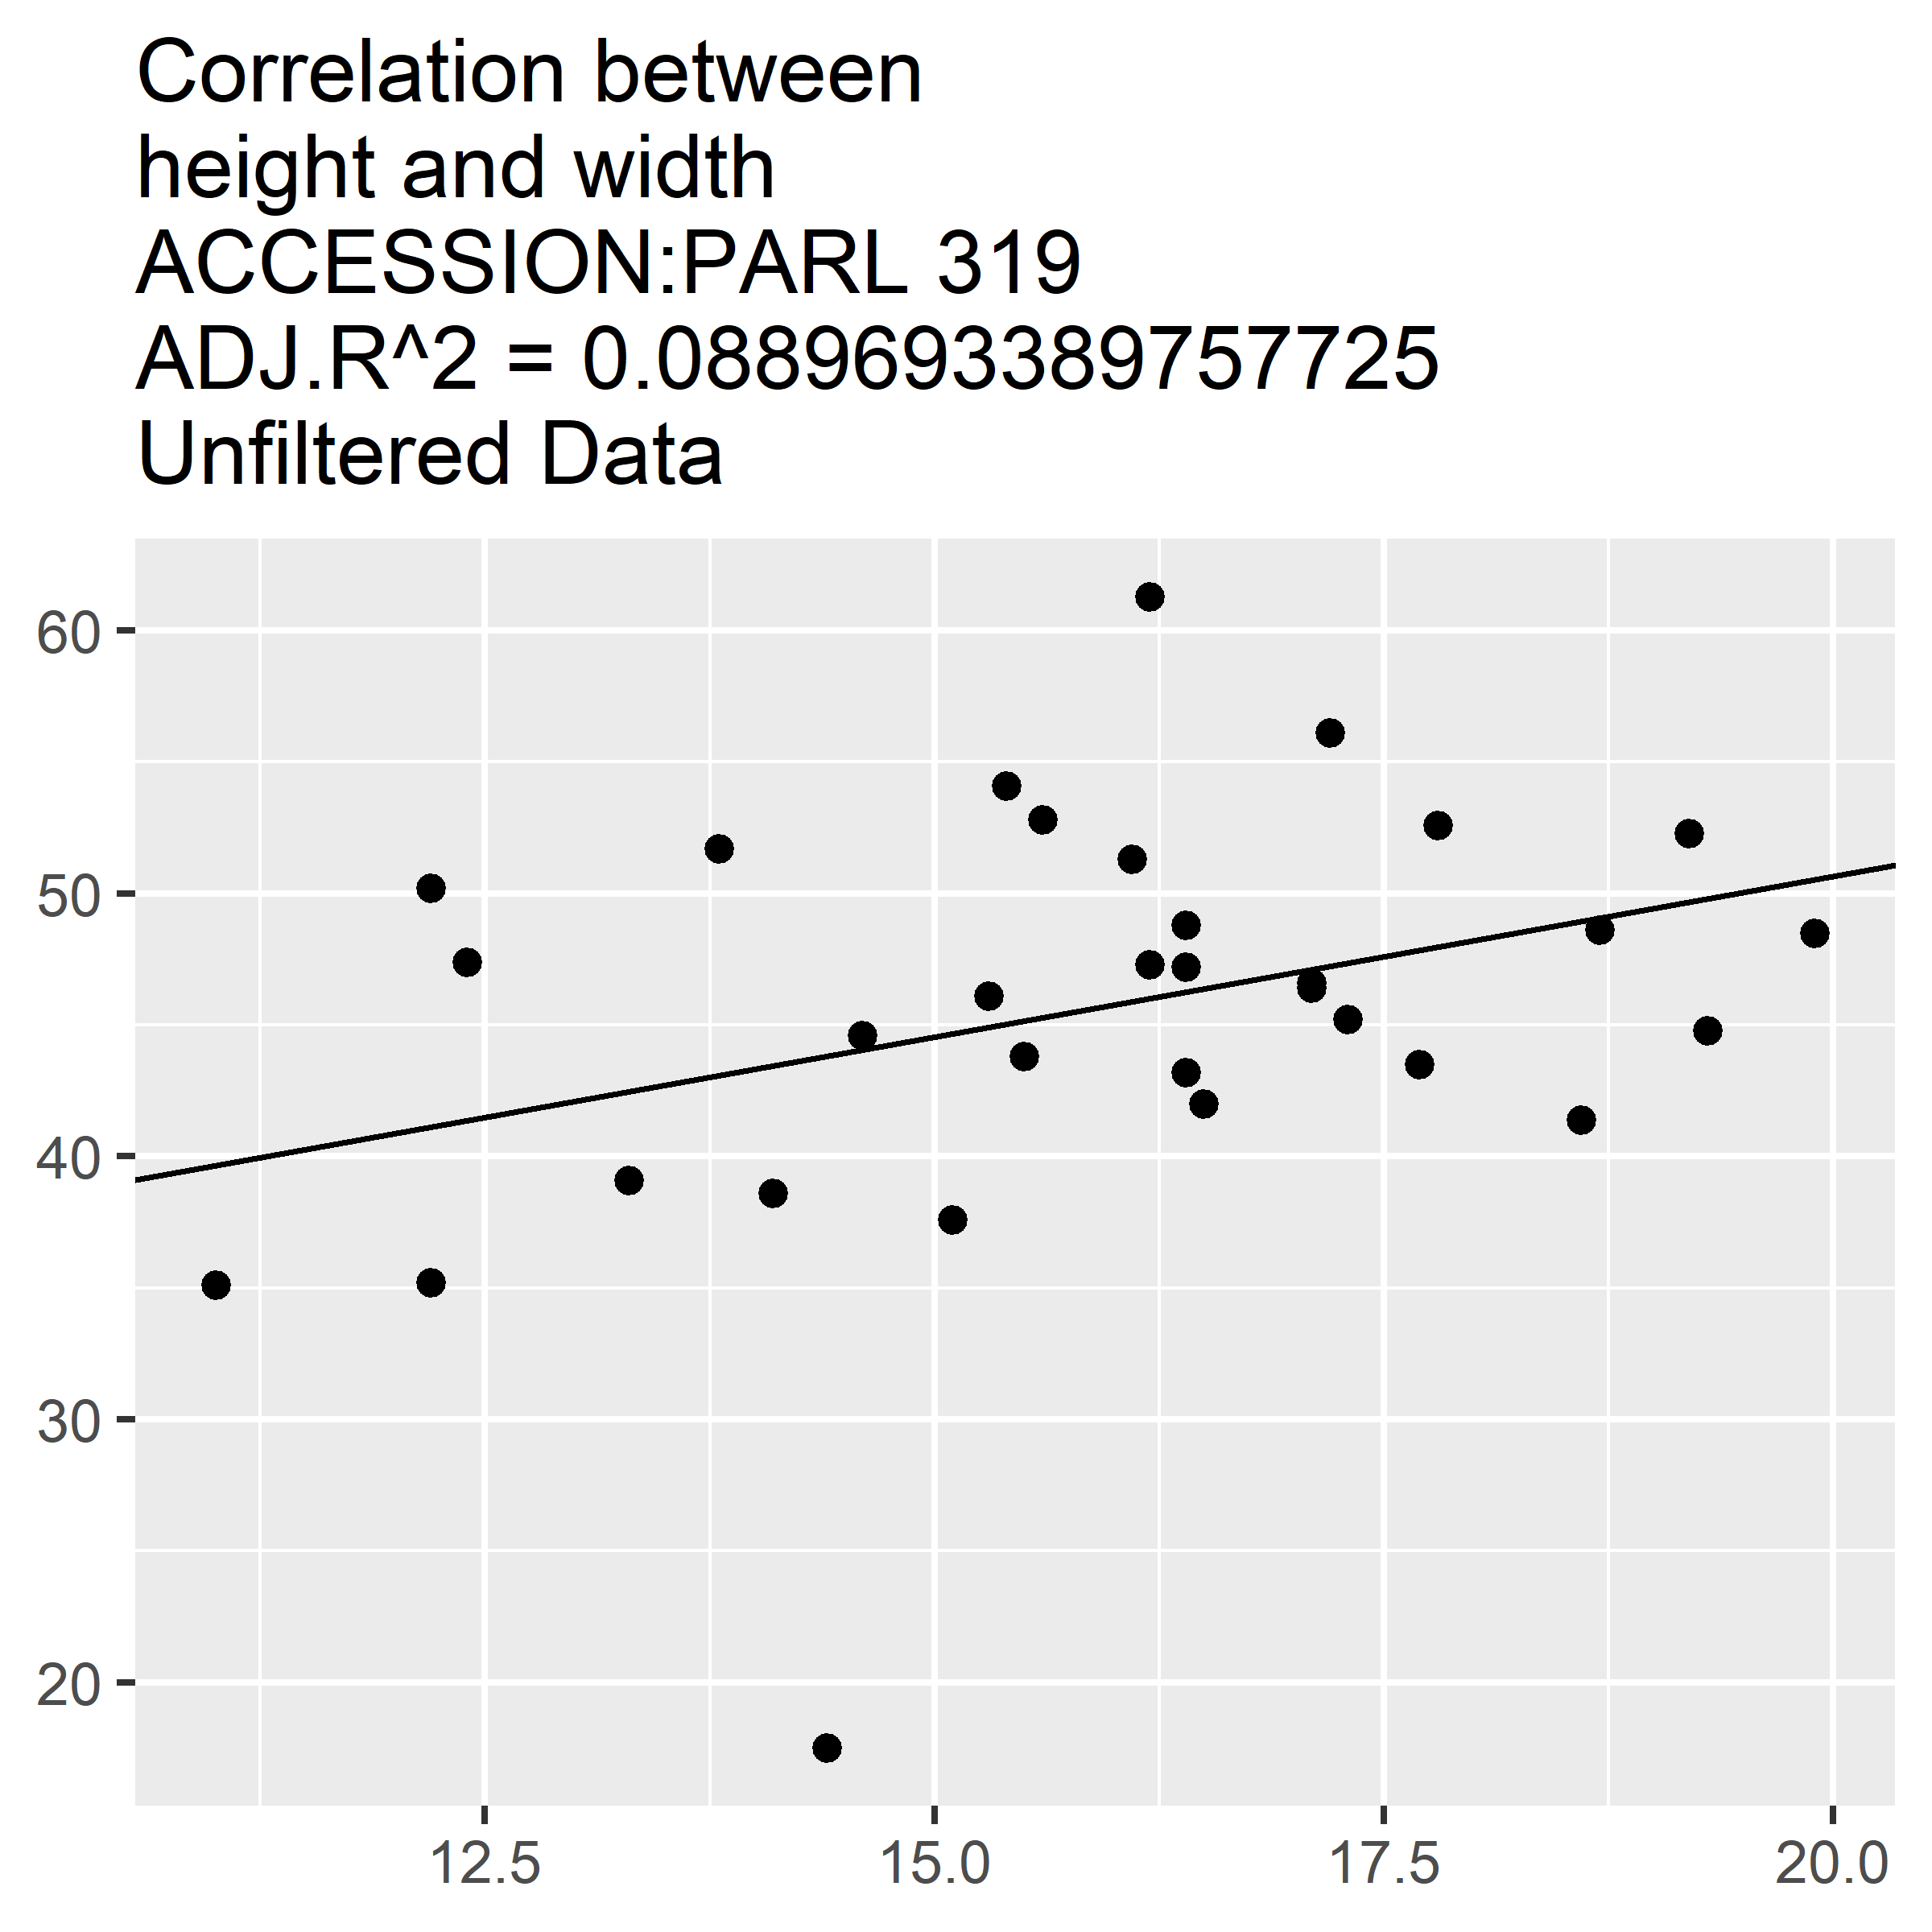 Correlation between
height and width
ACCESSION:PARL 319
ADJ.R^2 = 0.0889693389757725
Unfiltered Data
60
50
40
30
20
12.5 15.0 17.5 20.0